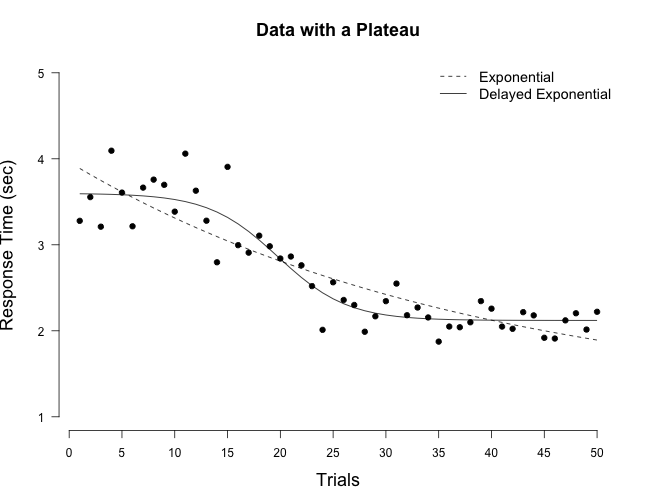 Data with a Plateau
Exponential
Delayed Exponential
Response Time (sec)
5
4
3
2
1
0 5 10 15 20 25 30 35 40 45 50
Trials